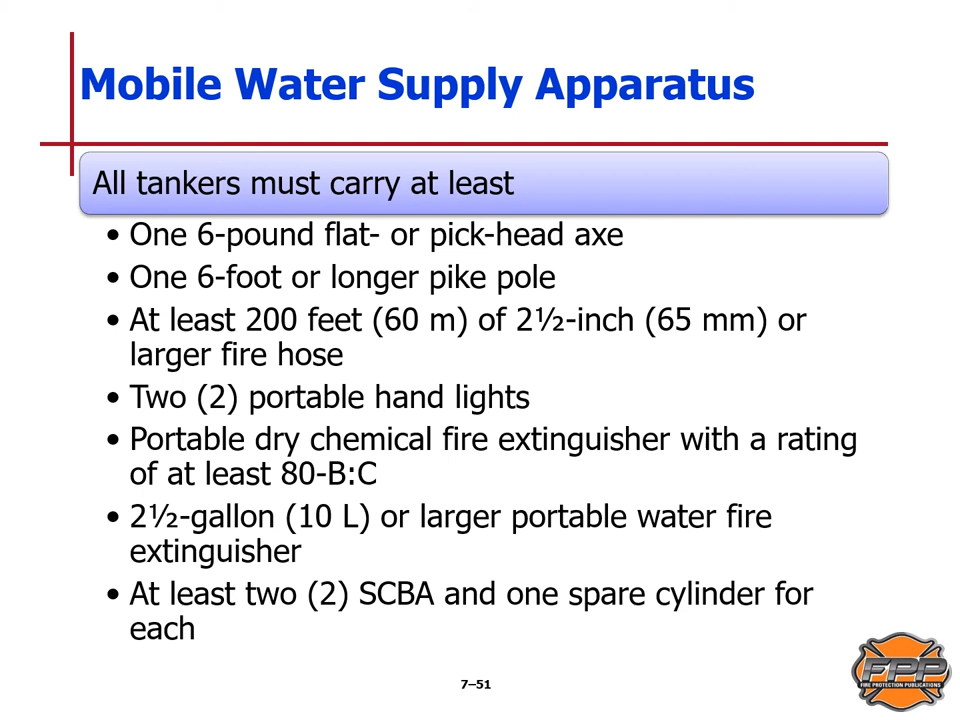 Mobile Water Supply Apparatus
All tankers must carry at least
• One 6-pound flat- or pick-head axe
• One 6-foot or longer pike pole
• At least 200 feet (60 m) of 2½-inch (65 mm) or
larger fire hose
• Two (2) portable hand lights
• Portable dry chemical fire extinguisher with a rating
of at least 80-B:C
• 2½-gallon (10 L) or larger portable water fire
extinguisher
• At least two (2) SCBA and one spare cylinder for
each
7–51
FPP
FIRE PROTECTION PUBLICATIONS